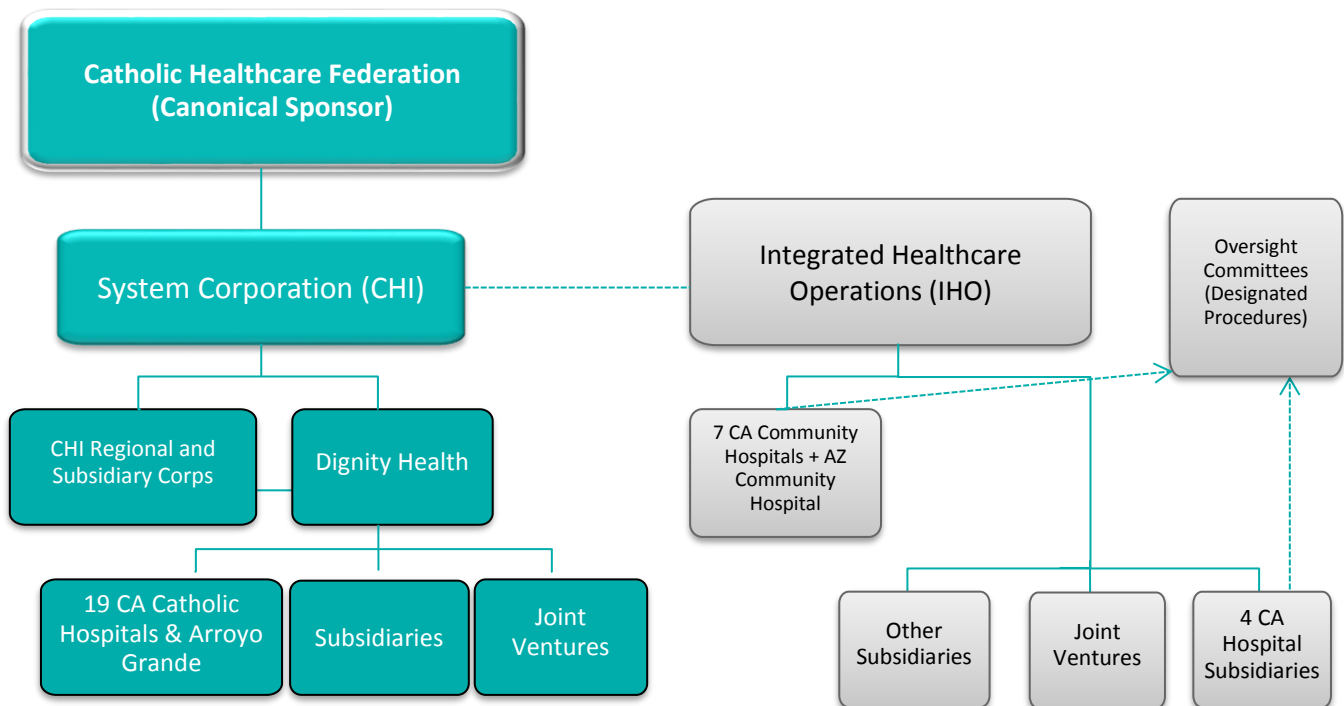 Catholic Healthcare Federation
(Canonical Sponsor)
System Corporation (CHI)
Integrated Healthcare
Operations (IHO)
Oversight
Committees
(Designated
Procedures)
CHI Regional and
Subsidiary Corps
Dignity Health
7 CA Community
Hospitals + AZ
Community
Hospital
19 CA Catholic
Hospitals & Arroyo
Grande
Subsidiaries
Joint
Ventures
Other
Subsidiaries
Joint
Ventures
4 CA
Hospital
Subsidiaries